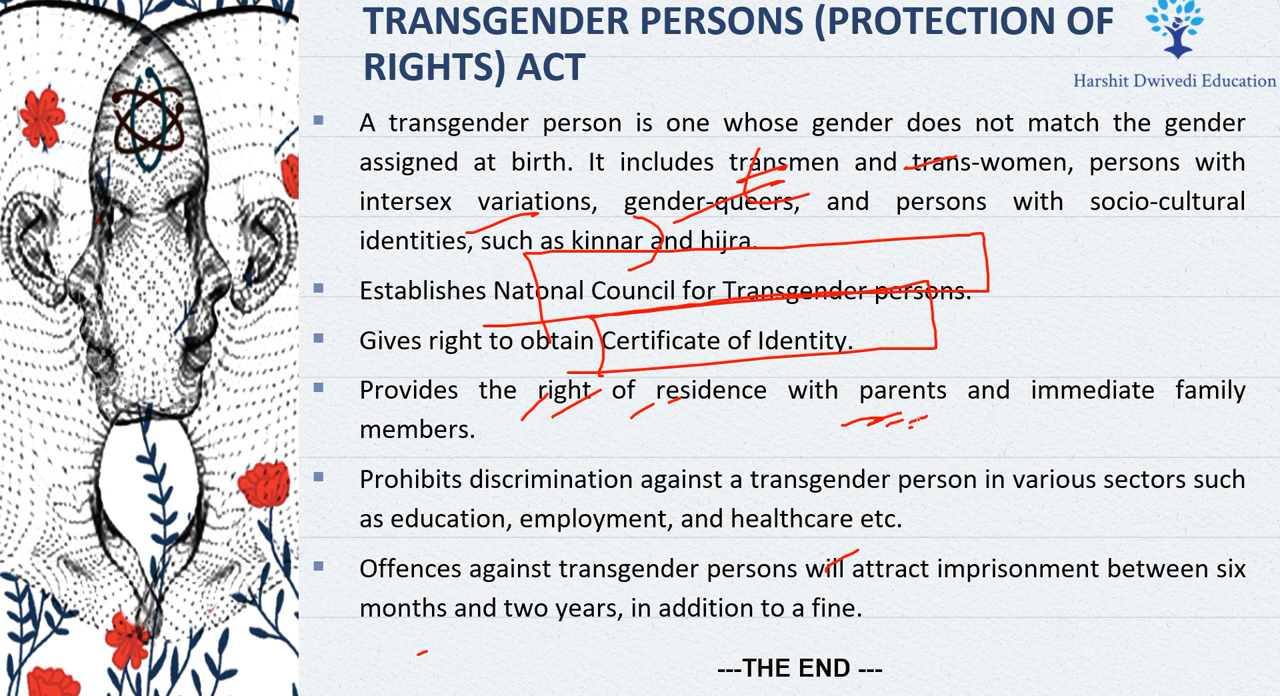 TRANSGENDER PERSONS (PROTECTION OF
RIGHTS) ACT
Harshit Dwivedi Education
▪ A transgender person is one whose gender does not match the gender
assigned at birth. It includes transmen and trans-women, persons with
intersex variations, gender-queers, and persons with socio-cultural
identities, such as kinnar and hijra.
▪ Establishes National Council for Transgender persons.
▪ Gives right to obtain Certificate of Identity.
▪ Provides the right of residence with parents and immediate family
members.
▪ Prohibits discrimination against a transgender person in various sectors such
as education, employment, and healthcare etc.
▪ Offences against transgender persons will attract imprisonment between six
months and two years, in addition to a fine.
---THE END ---